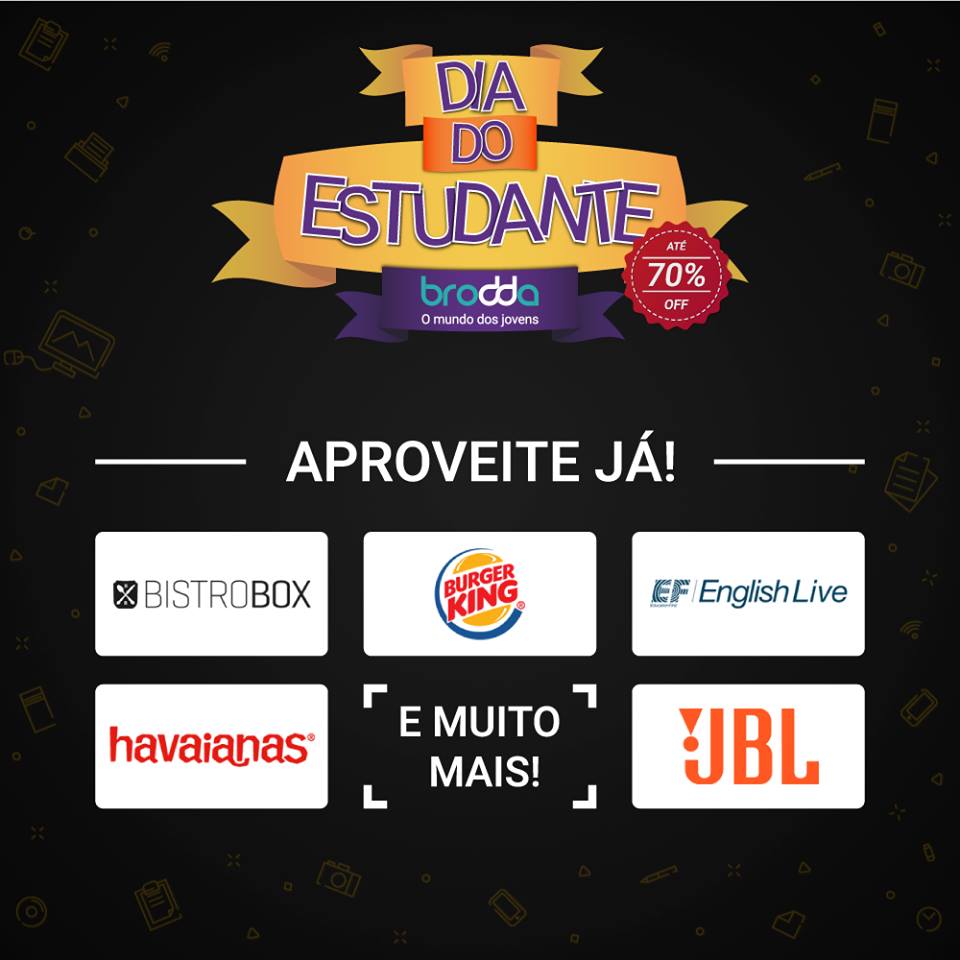 DIA
DO
ESTUDANTE
ATÉ
70%
OFF
brodda
O mundo dos jovens
APROVEITE JÁ!
BISTROBOX
BURGER
KING®
EF English Live
havaianas®
E MUITO
MAIS!
JBL